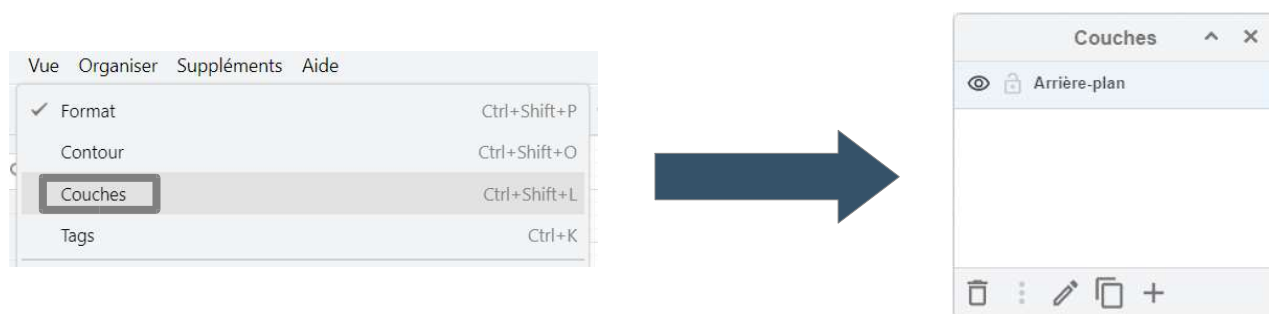 Vue Organiser Suppléments Aide
Format Ctrl+Shift+P
Contour Ctrl+Shift+O
Couches Ctrl+Shift+L
Tags Ctrl+K
Couches
Arrière-plan